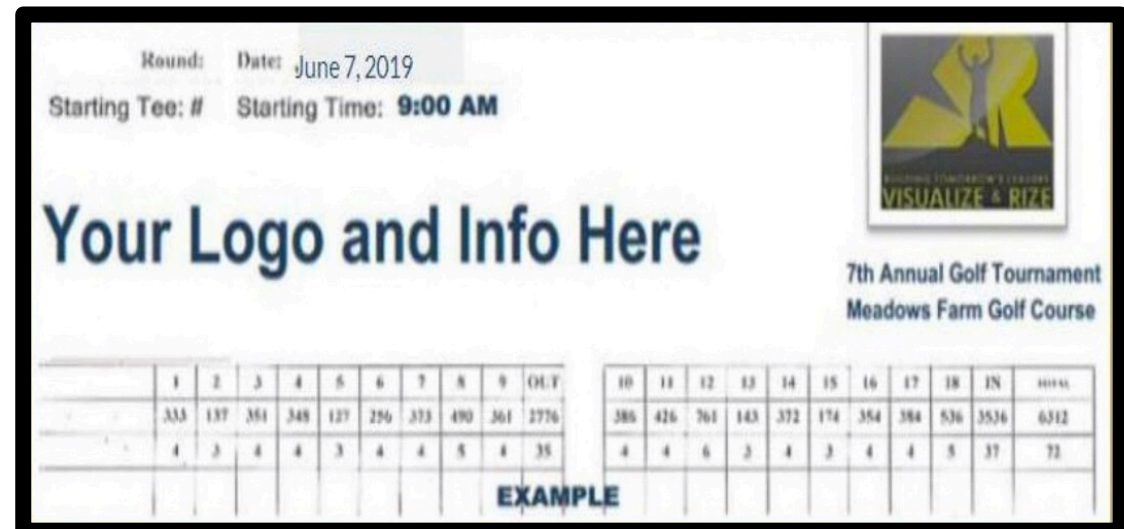 Round: Date: June 7, 2019
Starting Tee: # Starting Time: 9:00 AM
BUILDING TOMORROW'S LEADERS
VISUALIZE & RIZE
Your Logo and Info Here
7th Annual Golf Tournament
Meadows Farm Golf Course
1 2 3 4 5 6 7 8 9 OUT 10 11 12 13 14 15 16 17 18 IN TOTAL
333 137 351 348 127 256 373 490 361 2776 386 426 761 143 372 174 354 384 536 3536 6312
4 3 4 4 3 4 4 5 4 35 4 4 6 3 4 3 4 4 5 37 72
EXAMPLE